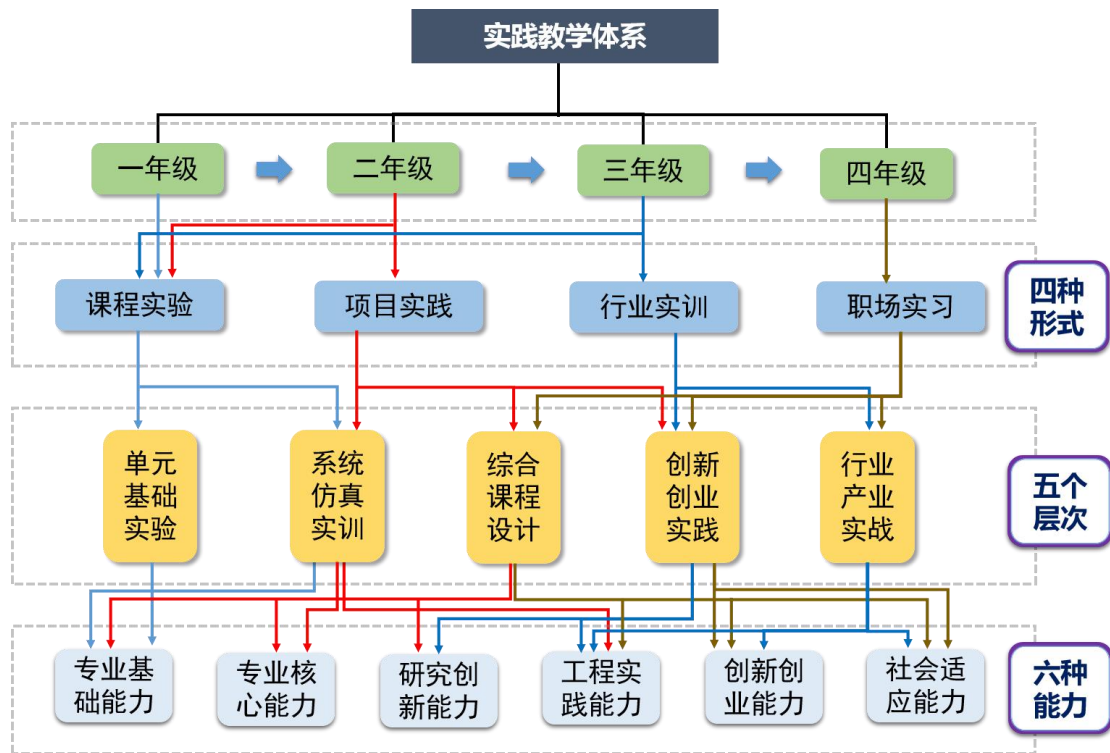 实践教学体系
一年级
二年级
三年级
四年级
课程实验
项目实践
行业实训
职场实习
四种
形式
单元
基础
实验
系统
仿真
实训
综合
课程
设计
创新
创业
实践
行业
产业
实战
五个
层次
专业基
础能力
专业核
心能力
研究创
新能力
工程实
践能力
创新创
业能力
社会适
应能力
六种
能力